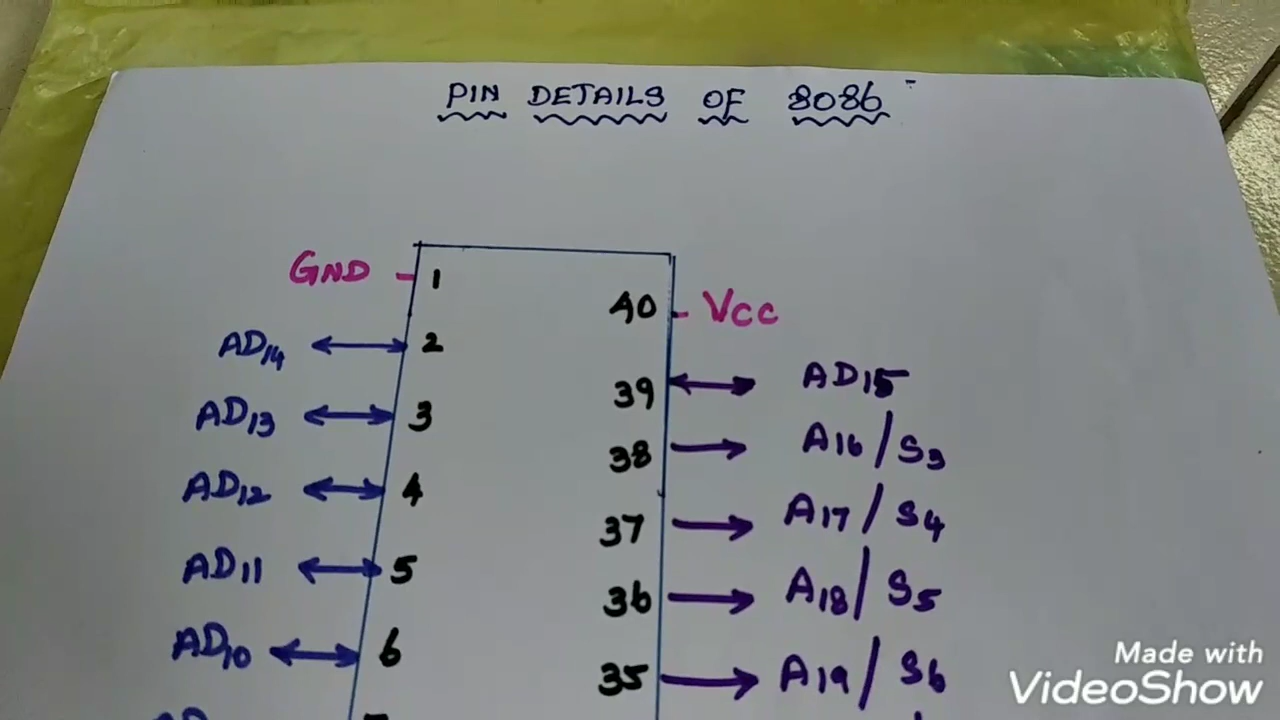 PIN DETAILS OF 8086
GND 1
40 Vcc
AD14 2
39 AD15
AD13 3
38 A16/S3
AD12 4
37 A17/S4
AD11 5
36 A18/S5
AD10 6
35 A19/S6
Made with
VideoShow